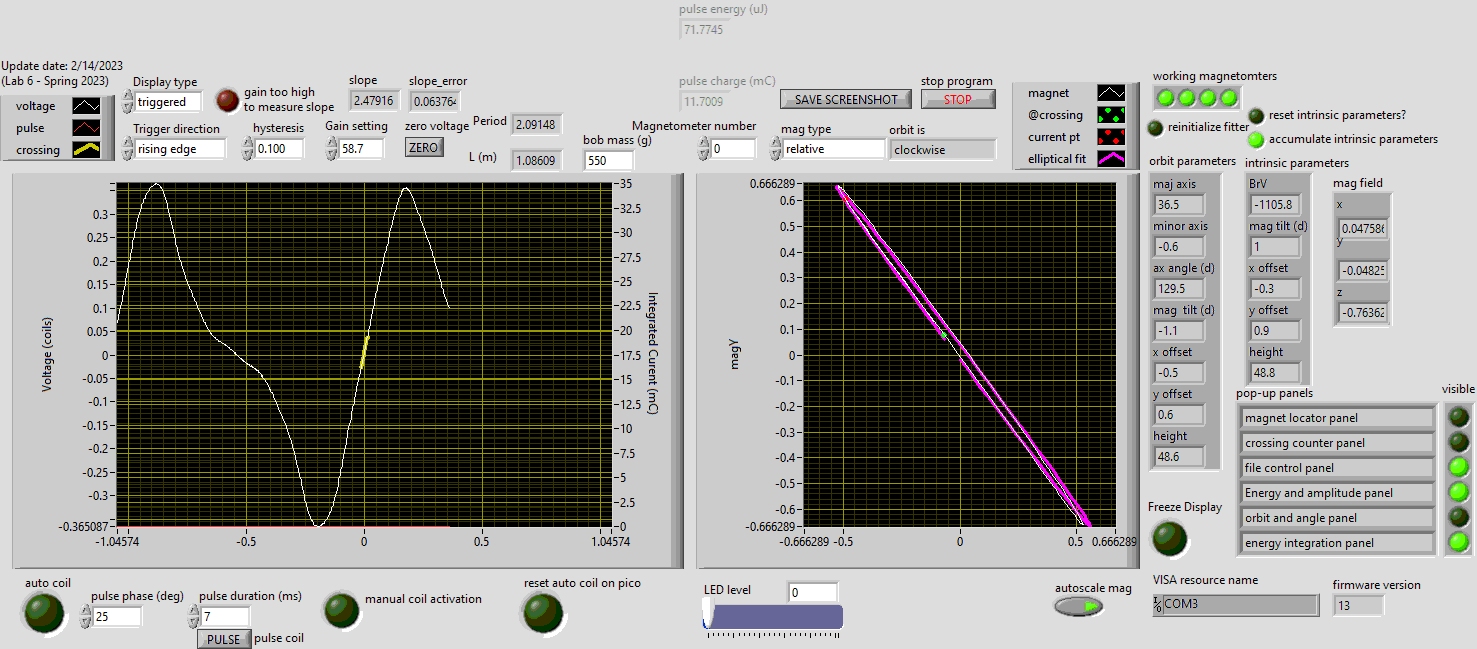 pulse energy (uJ)
71.7745
Update date: 2/14/2023
(Lab 6 - Spring 2023)
voltage
pulse
crossing
Display type
triggered
gain too high
to measure slope
slope
2.47916
slope_error
0.063764
Trigger direction
rising edge
hysteresis
0.100
Gain setting
58.7
zero voltage
ZERO
Period
2.09148
L (m)
1.08609
bob mass (g)
550
pulse charge (mC)
11.7009
SAVE SCREENSHOT
stop program
STOP
Magnetometer number
0
mag type
relative
orbit is
clockwise
magnet
@crossing
current pt
elliptical fit
working magnetomters
reinitialize fitter
reset intrinsic parameters?
accumulate intrinsic parameters
orbit parameters
maj axis
36.5
minor axis
-0.6
ax angle (d)
129.5
mag tilt (d)
-1.1
x offset
-0.5
y offset
0.6
height
48.6
intrinsic parameters
BrV
-1105.8
mag tilt (d)
1
x offset
-0.3
y offset
0.9
height
48.8
mag field
x
0.047586
y
-0.04825
z
-0.76362
Voltage (coils)
0.3
0.25
0.2
0.15
0.1
0.05
0
-0.05
-0.1
-0.15
-0.2
-0.25
-0.3
-0.365087
-1.04574
-0.5
0
0.5
1.04574
35
32.5
30
27.5
25
22.5
20
17.5
15
12.5
10
7.5
5
2.5
0
Integrated Current (mC)
magY
0.666289
0.6
0.5
0.4
0.3
0.2
0.1
0
-0.1
-0.2
-0.3
-0.4
-0.5
-0.6
-0.666289
-0.666289
-0.5
0
0.5
0.666289
pop-up panels
visible
magnet locator panel
crossing counter panel
file control panel
Energy and amplitude panel
orbit and angle panel
energy integration panel
Freeze Display
auto coil
pulse phase (deg)
25
pulse duration (ms)
7
PULSE
pulse coil
manual coil activation
reset auto coil on pico
LED level
0
autoscale mag
VISA resource name
COM3
firmware version
13